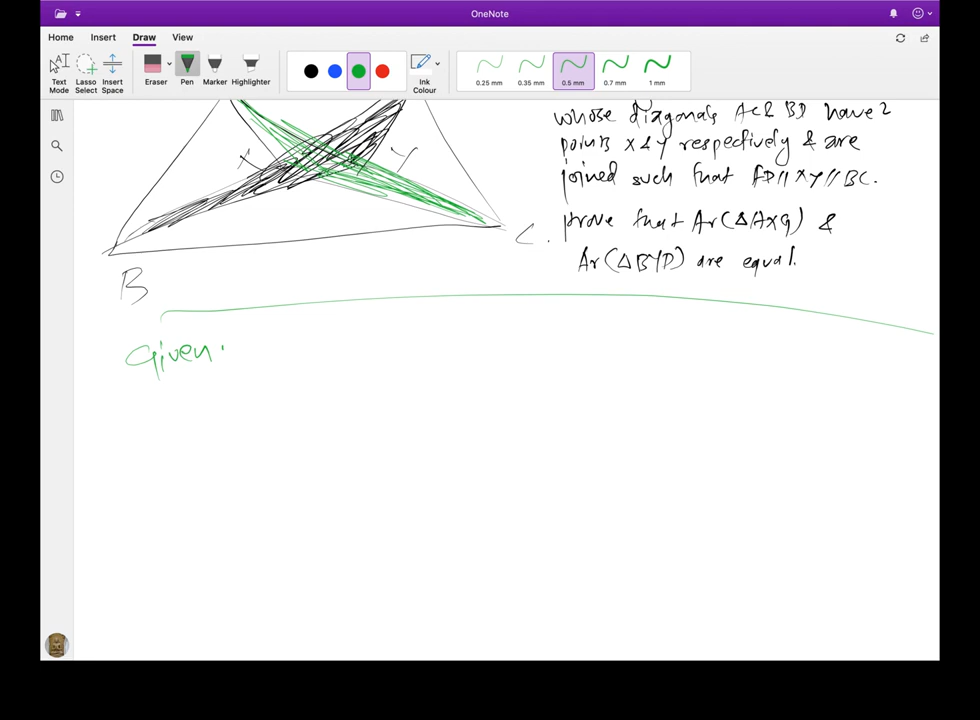 OneNote
Home Insert Draw View
Text Mode
Lasso Select
Insert Space
Eraser
Pen
Marker
Highlighter
Ink Colour
0.25 mm
0.35 mm
0.5 mm
0.7 mm
1 mm
whose diagonals AC & BD have 2
points X & Y respectively & are
joined such that AD // XY // BC.
prove that Ar(△AXC) &
Ar(△BYD) are equal.
X
Y
C.
B
Given.